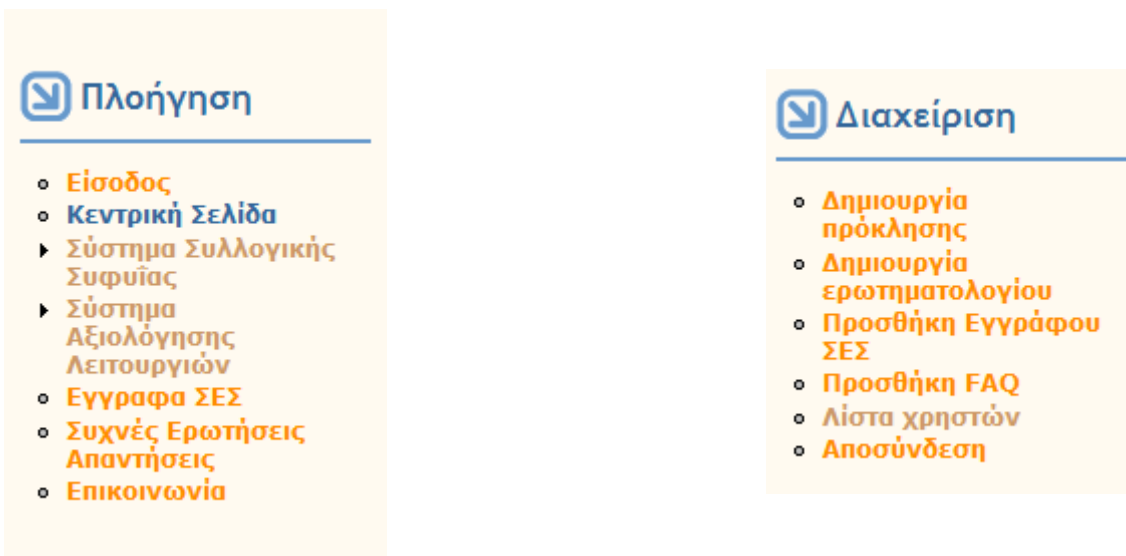 Πλοήγηση
Είσοδος
Κεντρική Σελίδα
Σύστημα Συλλογικής
Συφυΐας
Σύστημα
Αξιολόγησης
Λειτουργιών
Εγγραφα ΣΕΣ
Συχνές Ερωτήσεις
Απαντήσεις
Επικοινωνία
Διαχείριση
Δημιουργία
πρόκλησης
Δημιουργία
ερωτηματολογίου
Προσθήκη Εγγράφου
ΣΕΣ
Προσθήκη FAQ
Λίστα χρηστών
Αποσύνδεση